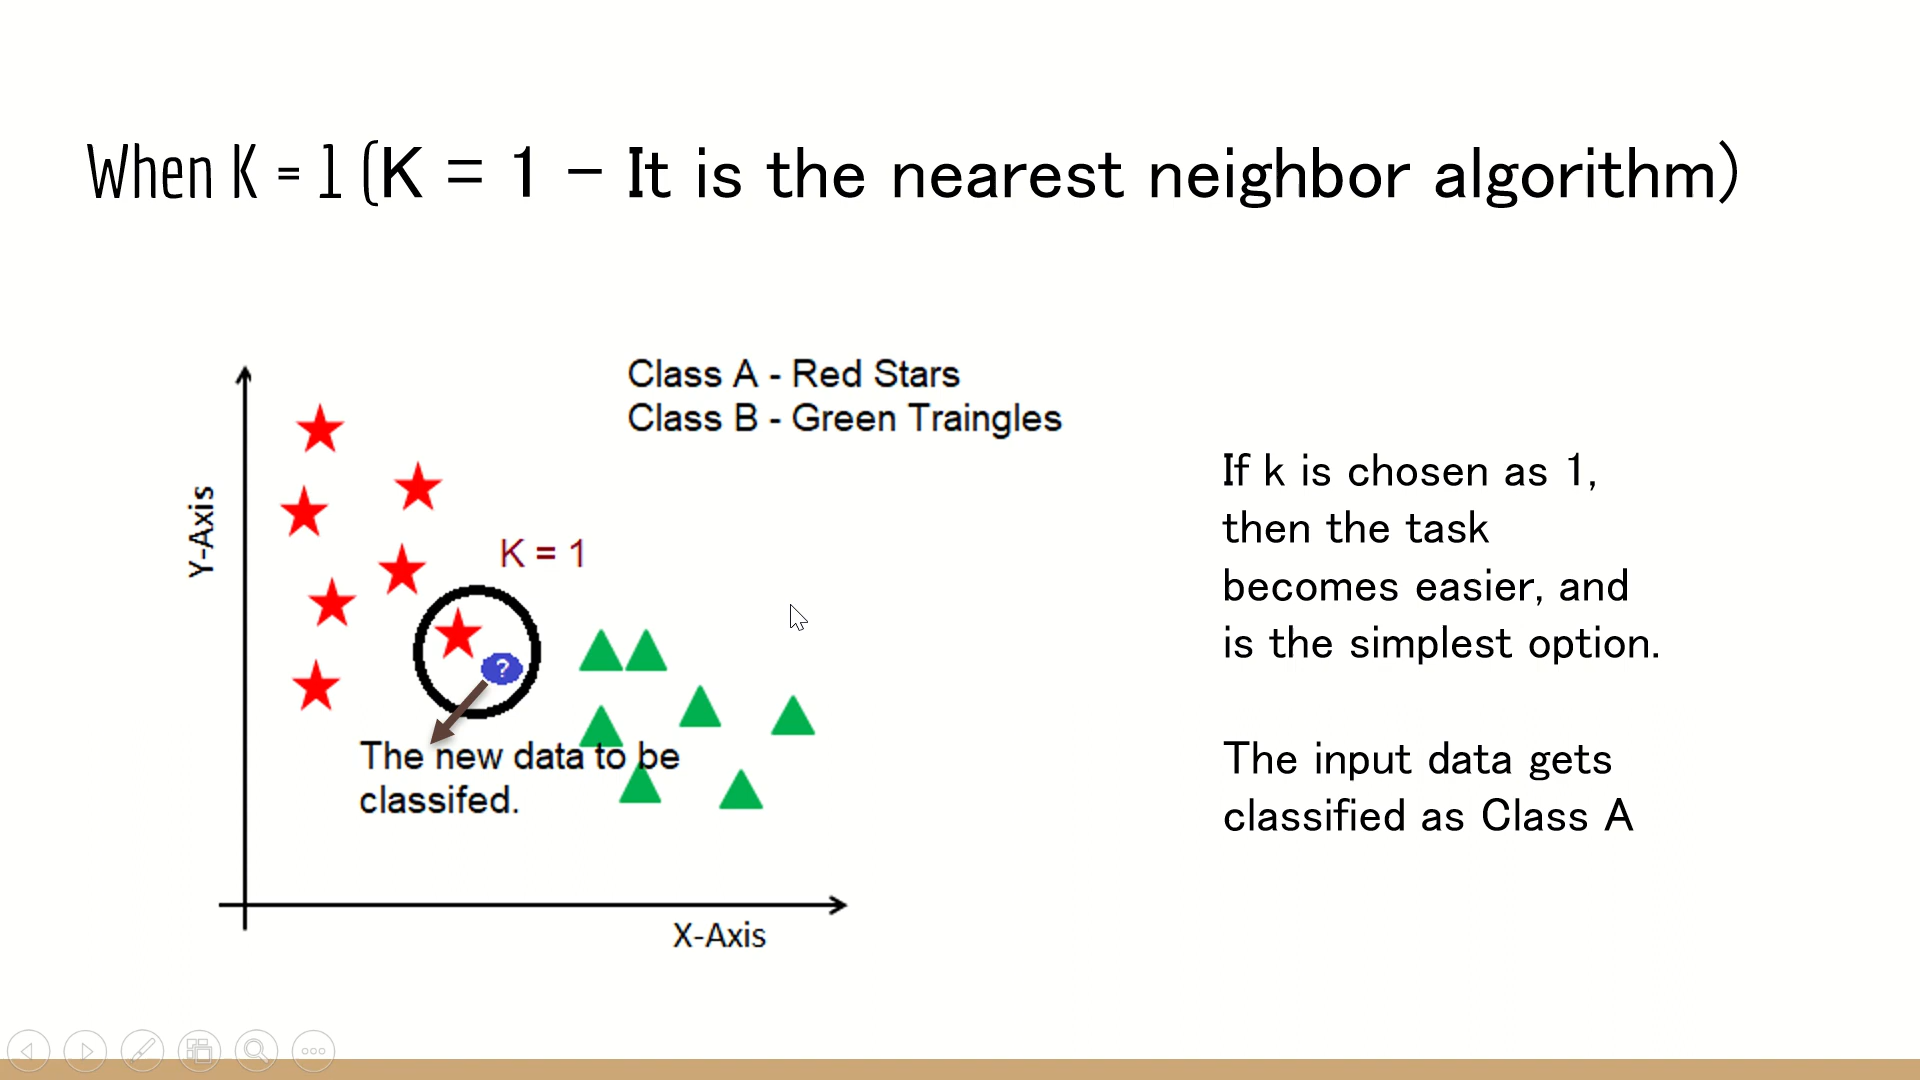 When K = 1 (K = 1 – It is the nearest neighbor algorithm)
Class A - Red Stars
Class B - Green Traingles
Y-Axis
K = 1
?
The new data to be
classifed.
X-Axis
If k is chosen as 1,
then the task
becomes easier, and
is the simplest option.
The input data gets
classified as Class A